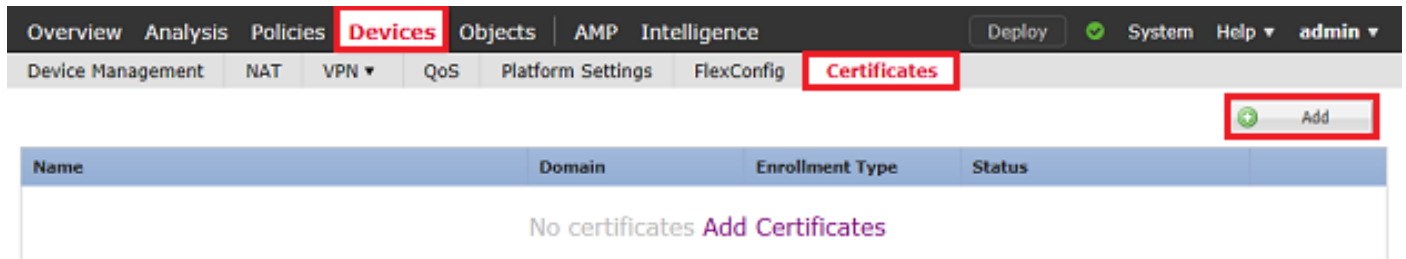 Overview Analysis Policies Devices Objects AMP Intelligence Deploy System Help ▾ admin ▾
Device Management NAT VPN ▾ QoS Platform Settings FlexConfig Certificates
Add
Name Domain Enrollment Type Status
No certificates Add Certificates